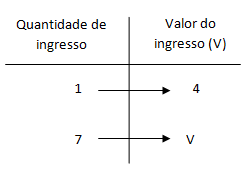 Quantidade de ingresso
Valor do ingresso (V)
1 4
7 V